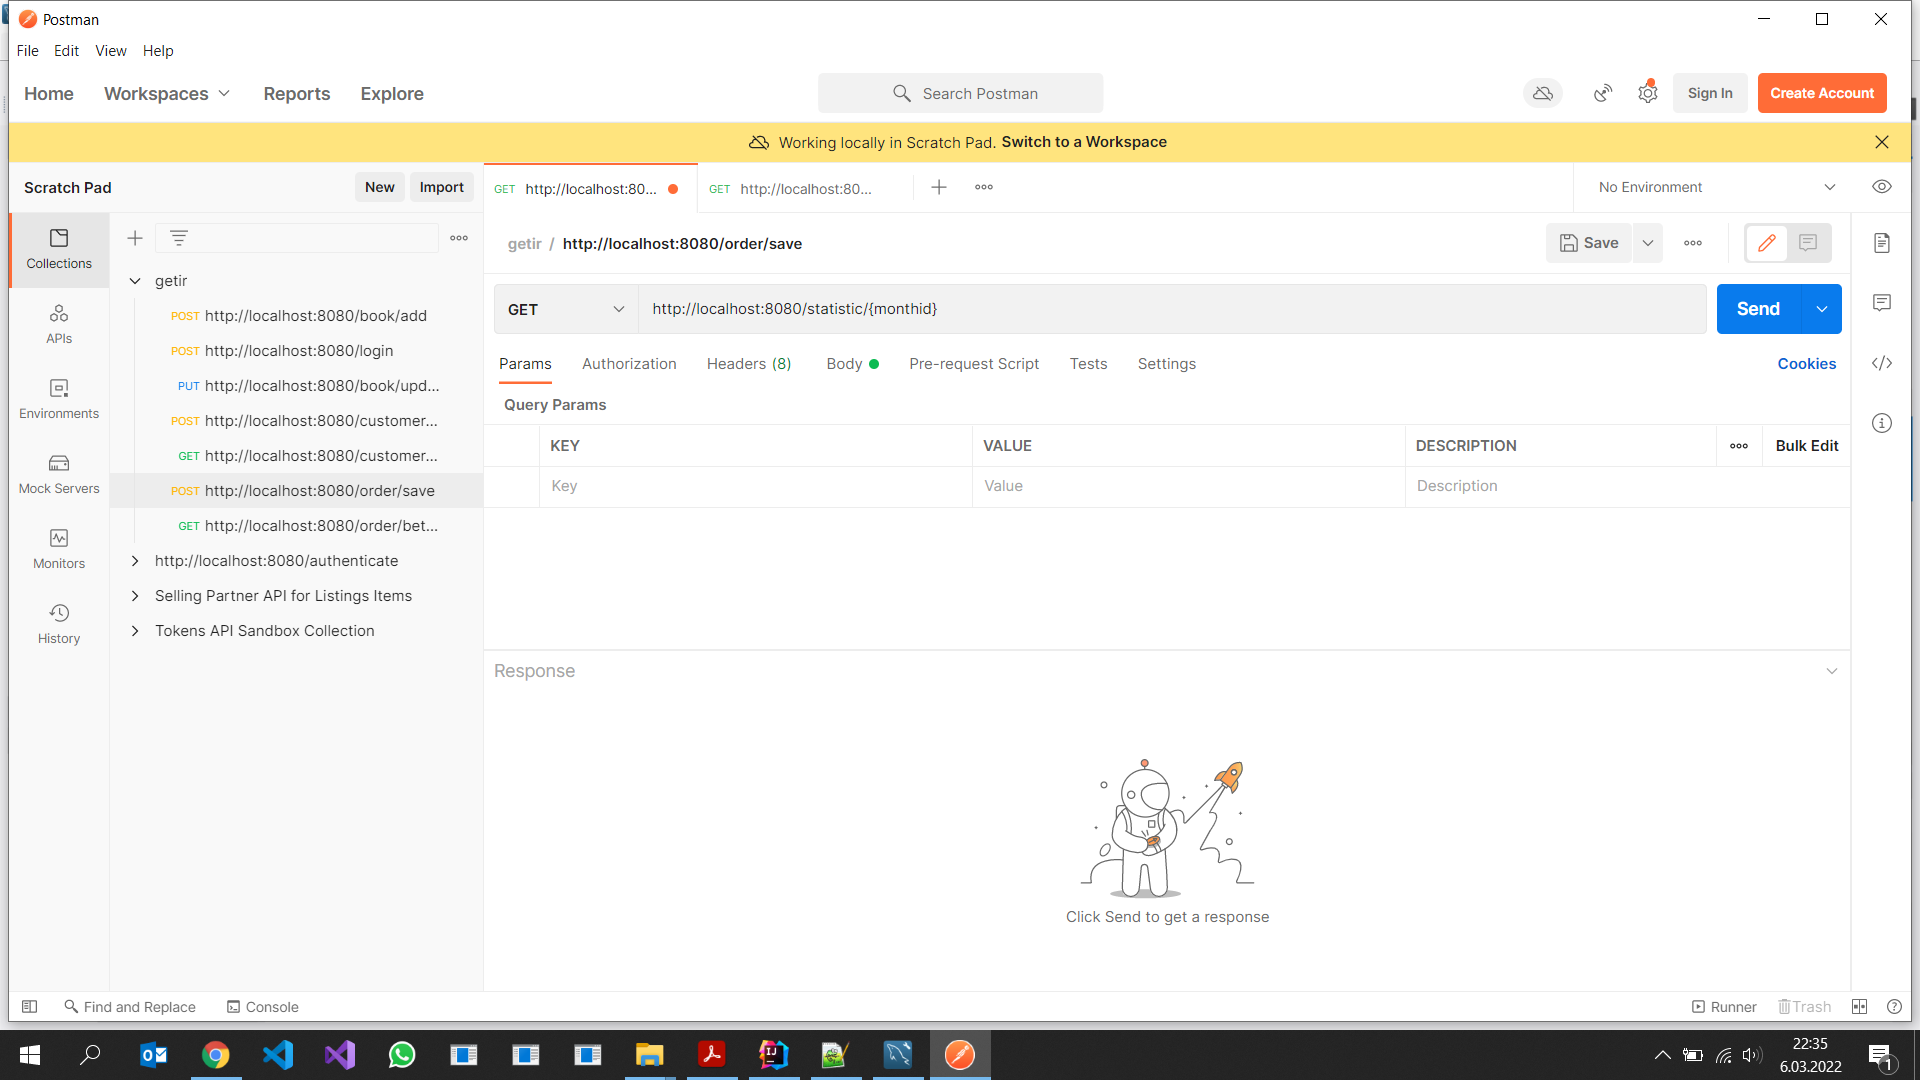 Postman
File Edit View Help
Home Workspaces Reports Explore
Search Postman
Sign In Create Account
Working locally in Scratch Pad. Switch to a Workspace
Scratch Pad New Import
GET http://localhost:80... GET http://localhost:80...
No Environment
Collections
APIs
Environments
Mock Servers
Monitors
History
getir
POST http://localhost:8080/book/add
POST http://localhost:8080/login
PUT http://localhost:8080/book/upd...
POST http://localhost:8080/customer...
GET http://localhost:8080/customer...
POST http://localhost:8080/order/save
GET http://localhost:8080/order/bet...
http://localhost:8080/authenticate
Selling Partner API for Listings Items
Tokens API Sandbox Collection
getir / http://localhost:8080/order/save
Save
GET http://localhost:8080/statistic/{monthid} Send
Params Authorization Headers (8) Body Pre-request Script Tests Settings Cookies
Query Params
KEY VALUE DESCRIPTION Bulk Edit
Key Value Description
Response
Click Send to get a response
Find and Replace Console
Runner Trash
22:35
6.03.2022
1